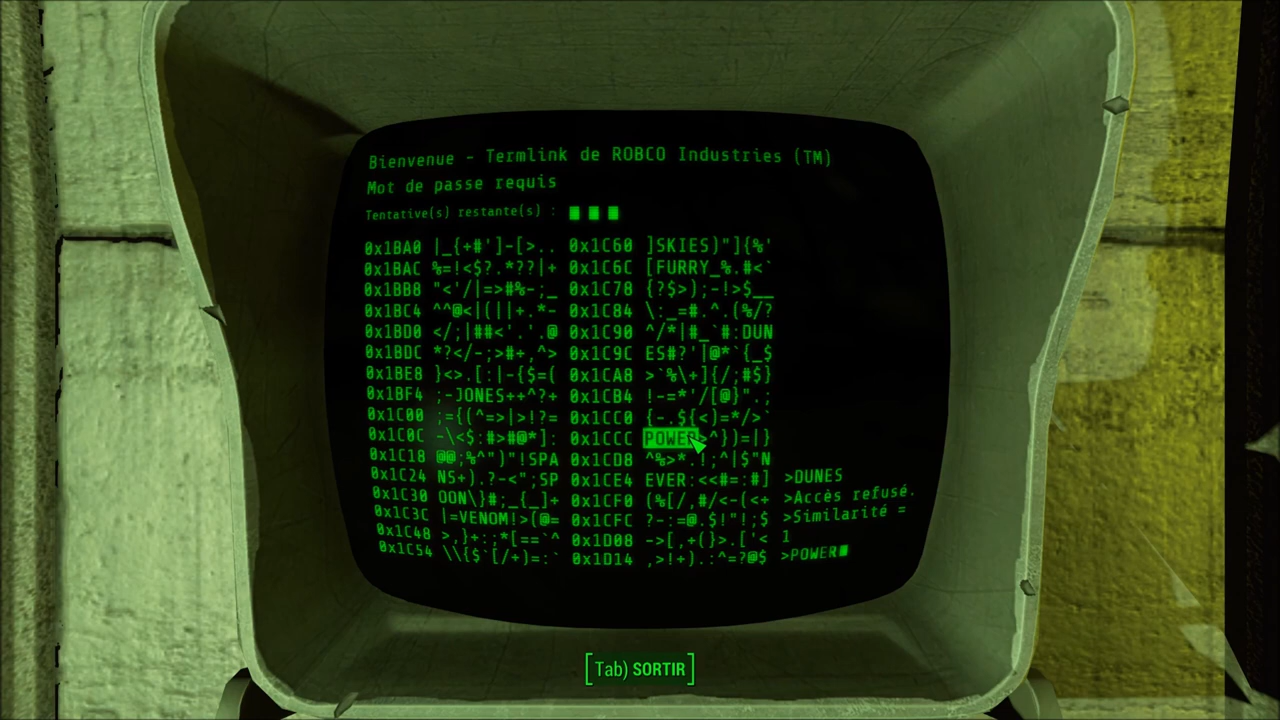 Bienvenue - Termlink de ROBCO Industries (TM)
Mot de passe requis
Tentative(s) restante(s) : ■ ■ ■
0x1BA0 |_{+#']-[>.. 0x1C60 ]SKIES)"]{%'
0x1BAC %=!<$?.*??|+ 0x1C6C [FURRY_%.#<`
0x1BB8 "<'/|=>#%-;_ 0x1C78 {?$>);-!>$__
0x1BC4 ^^@<|(||+.*- 0x1C84 \:_=#.^.(%/?
0x1BD0 </;|##<'.'.@ 0x1C90 ^/*|#_`#:DUN
0x1BDC *?</-;>#+,^> 0x1C9C ES#?'|@*`{_$
0x1BE8 }<>.[:|-{$=( 0x1CA8 >`%\+]{/;#$}
0x1BF4 ;-JONES++^?+ 0x1CB4 !-=*'/[@}".;
0x1C00 ;={(^=>|>!?= 0x1CC0 {-.${<)=*/>`
0x1C0C -\<$:#>#@*]: 0x1CCC POWER>^})=|}
0x1C18 @@;%^")"!SPA 0x1CD8 ^%>*.!;^|$"N
0x1C24 NS+).?-<";SP 0x1CE4 EVER:<<#=:#] >DUNES
0x1C30 OON\}#;_{_]+ 0x1CF0 (%[/,#/<-(<+ >Accès refusé.
0x1C3C |=VENOM!>{@= 0x1CFC ?-:=@.$!"!;$ >Similarité =
0x1C48 >,}+:;*[==`^ 0x1D08 ->[,+(}>.['< 1
0x1C54 \\{$`[/+)=:` 0x1D14 ,>!+).:^=?@$ >POWER■
[Tab) SORTIR]